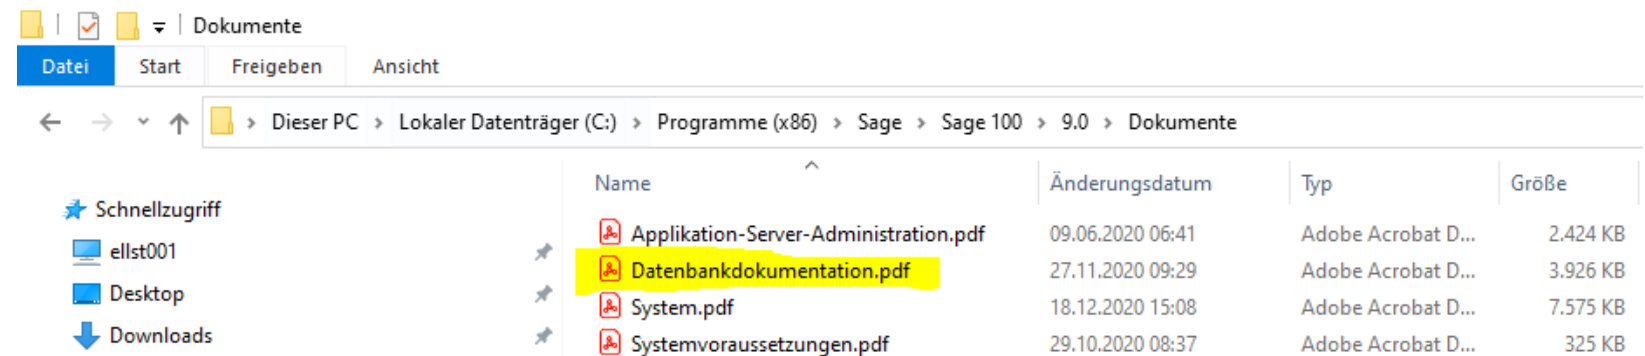 Dokumente
Datei Start Freigeben Ansicht
Dieser PC > Lokaler Datenträger (C:) > Programme (x86) > Sage > Sage 100 > 9.0 > Dokumente
Name Änderungsdatum Typ Größe
Schnellzugriff
ellst001
Desktop
Downloads
Applikation-Server-Administration.pdf 09.06.2020 06:41 Adobe Acrobat D... 2.424 KB
Datenbankdokumentation.pdf 27.11.2020 09:29 Adobe Acrobat D... 3.926 KB
System.pdf 18.12.2020 15:08 Adobe Acrobat D... 7.575 KB
Systemvoraussetzungen.pdf 29.10.2020 08:37 Adobe Acrobat D... 325 KB